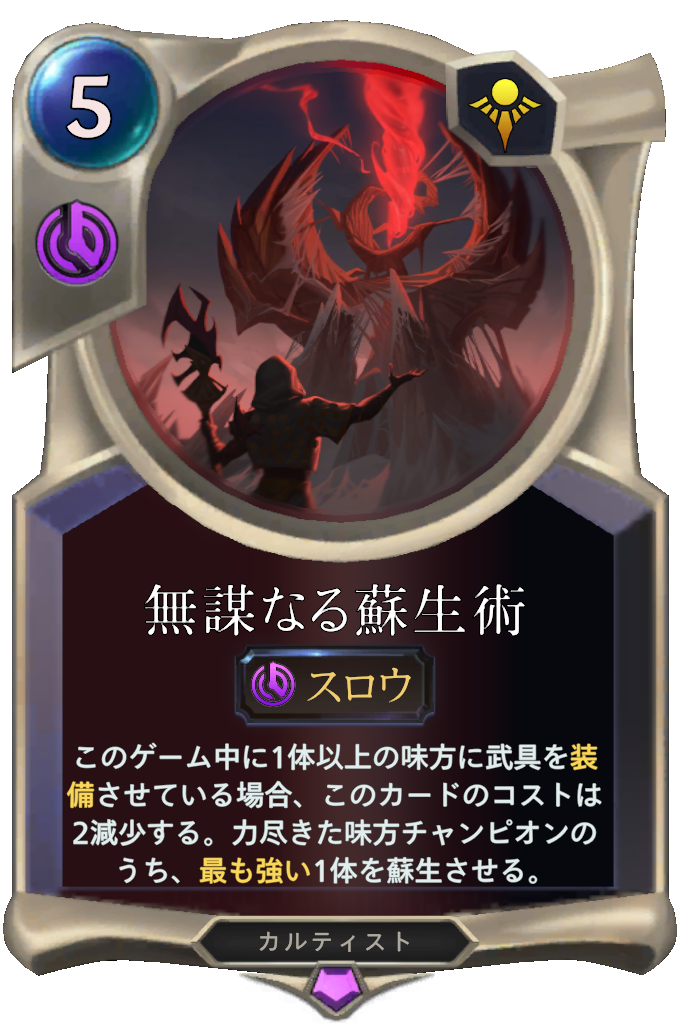 5
無謀なる蘇生術
スロウ
このゲーム中に1体以上の味方に武具を装
備させている場合、このカードのコストは
2減少する。力尽きた味方チャンピオンの
うち、最も強い1体を蘇生させる。
カルティスト